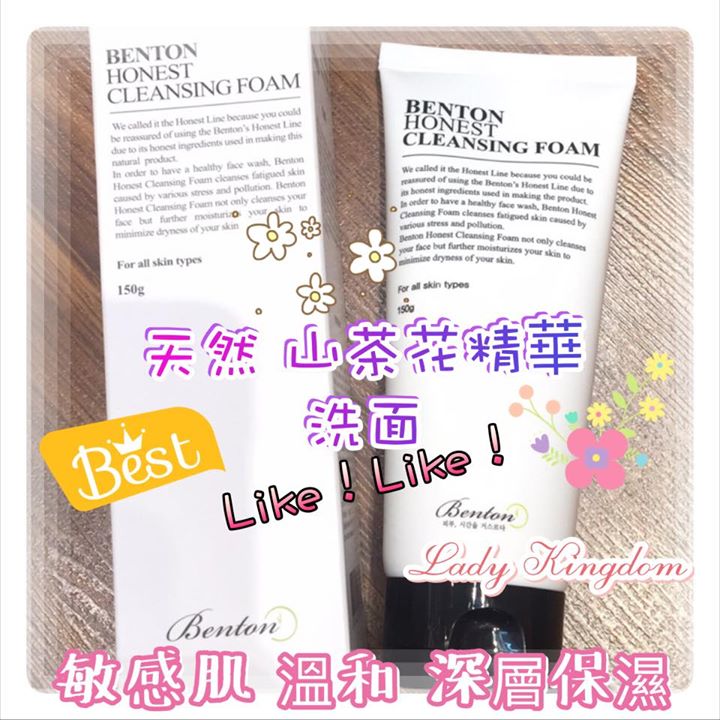 BENTON
HONEST
CLEANSING FOAM
We called it the Honest Line because you could
be reassured of using the Benton's Honest Line
due to its honest ingredients used in making this
natural product.
In order to have a healthy face wash, Benton
Honest Cleansing Foam cleanses fatigued skin
caused by various stress and pollution. Benton
Honest Cleansing Foam not only cleanses your
face but further moisturizes your skin to
minimize dryness of your skin
For all skin types
150g
BENTON
HONEST
CLEANSING FOAM
We called it the Honest Line because you could be
reassured of using the Benton's Honest Line due to
its honest ingredients used in making the product.
In order to have a healthy face wash, Benton Honest
Cleansing Foam cleanses fatigued skin caused by
various stress and pollution.
Benton Honest Cleansing Foam not only cleanses
your face but further moisturizes your skin to
minimize dryness of your skin.
For all skin types
150g
天然 山茶花精華
洗面
Best
Like！Like！
Benton
피부, 시간을 거스르다
Lady Kingdom
Benton
敏感肌 溫和 深層保濕